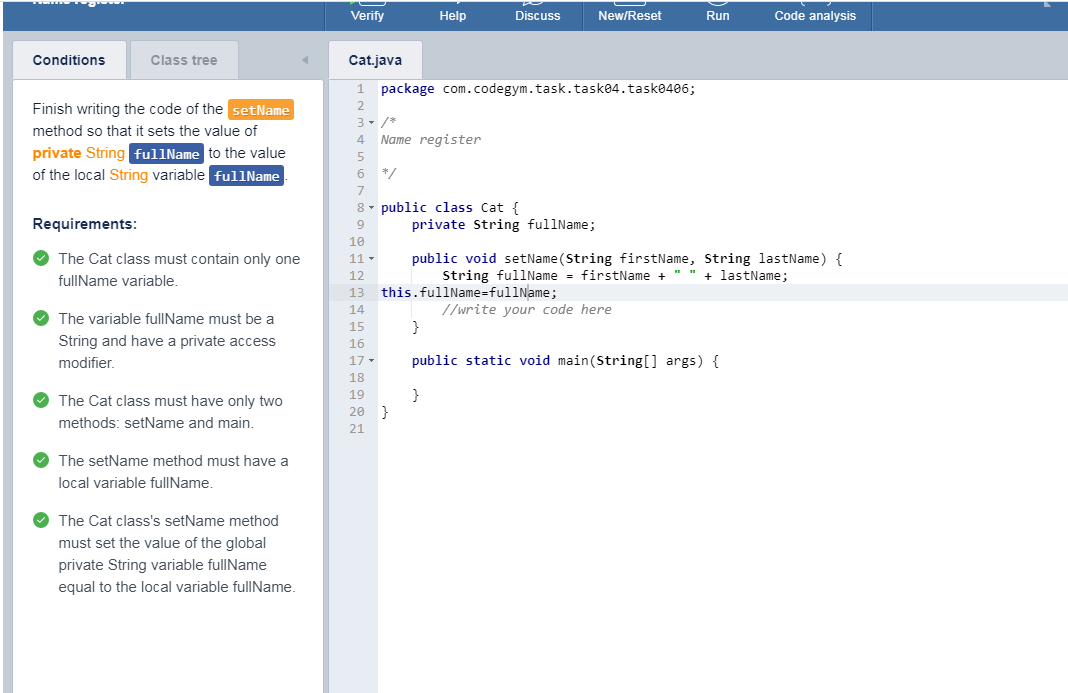 Name register
Verify Help Discuss New/Reset Run Code analysis
Conditions Class tree
Finish writing the code of the setName
method so that it sets the value of
private String fullName to the value
of the local String variable fullName.
Requirements:
The Cat class must contain only one
fullName variable.
The variable fullName must be a
String and have a private access
modifier.
The Cat class must have only two
methods: setName and main.
The setName method must have a
local variable fullName.
The Cat class's setName method
must set the value of the global
private String variable fullName
equal to the local variable fullName.
Cat.java
1 package com.codegym.task.task04.task0406;
2
3 /*
4 Name register
5
6 */
7
8 public class Cat {
9 private String fullName;
10
11 public void setName(String firstName, String lastName) {
12 String fullName = firstName + " " + lastName;
13 this.fullName=fullName;
14 //write your code here
15 }
16
17 public static void main(String[] args) {
18
19 }
20 }
21